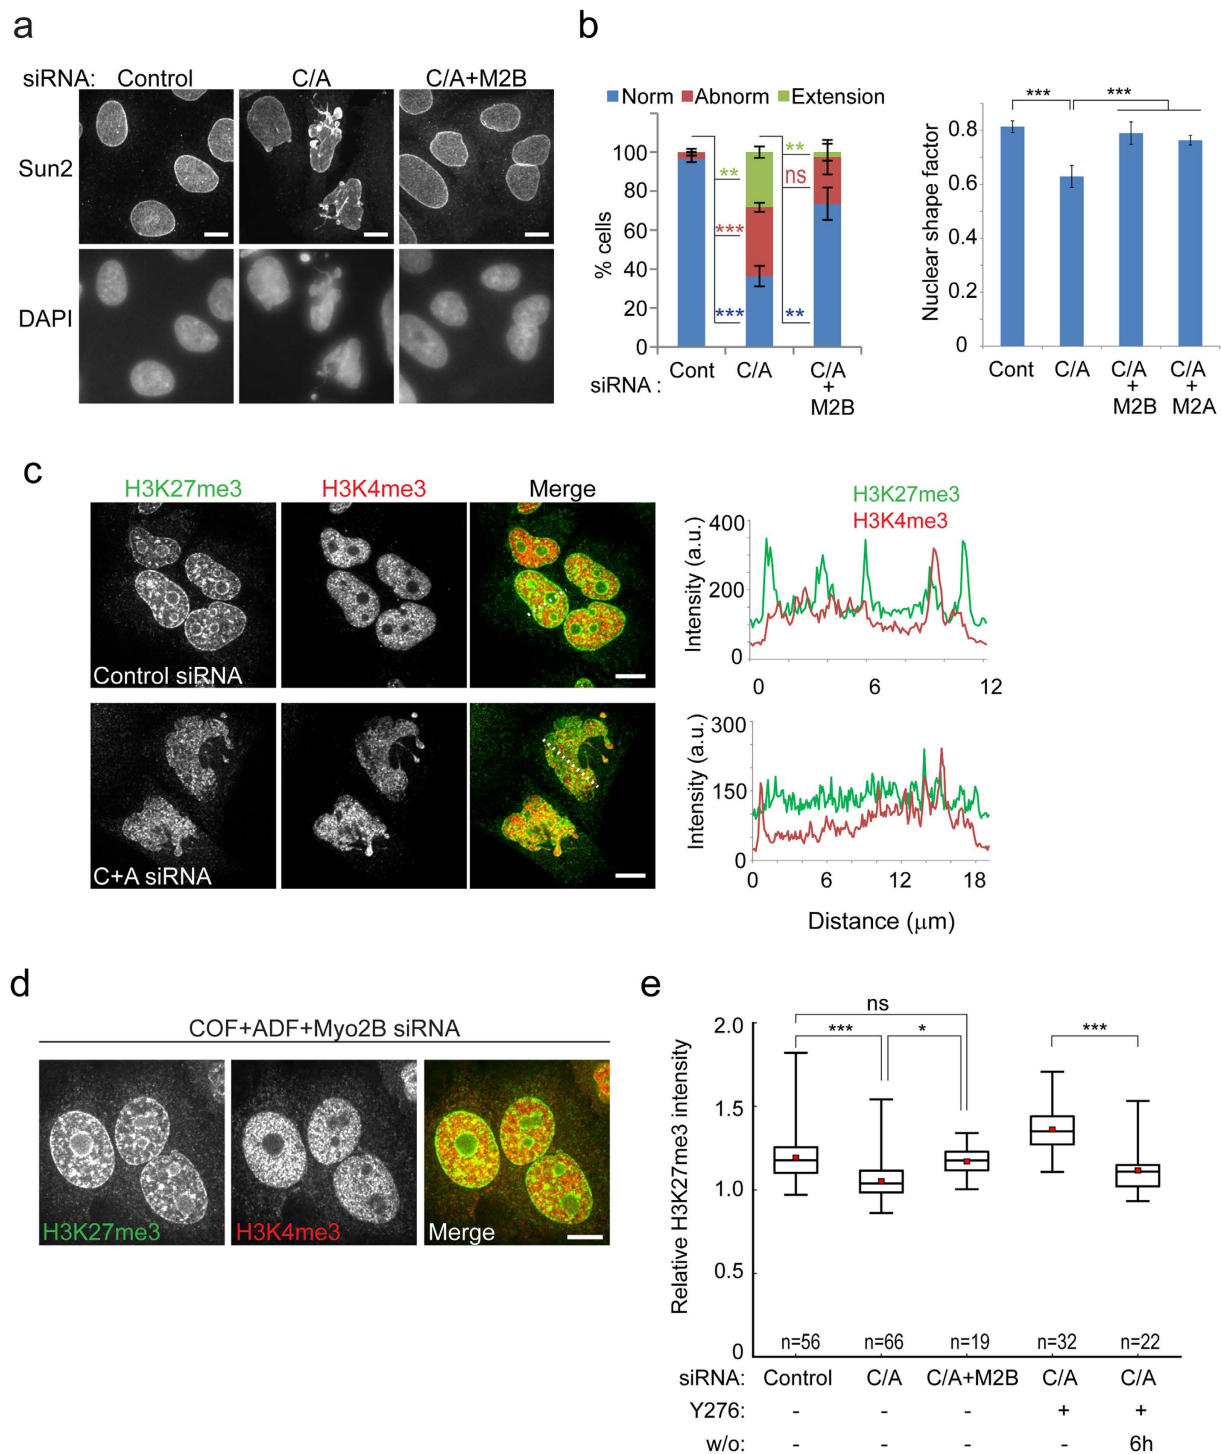 a
siRNA: Control C/A C/A+M2B
Sun2
DAPI
b
Norm Abnorm Extension
% cells
100
80
60
40
20
0
** *** *** ** ns **
Cont C/A C/A + M2B
siRNA :
Nuclear shape factor
0.8
0.6
0.4
0.2
0
*** ***
Cont C/A C/A + M2B C/A + M2A
c
H3K27me3 H3K4me3 Merge
Control siRNA
C+A siRNA
H3K27me3
H3K4me3
Intensity (a.u.)
400
200
0
0 6 12
Intensity (a.u.)
300
150
0
0 6 12 18
Distance (μm)
d
COF+ADF+Myo2B siRNA
H3K27me3 H3K4me3 Merge
e
Relative H3K27me3 intensity
2.0
1.5
1.0
0.5
0
ns
*** * ***
n=56 n=66 n=19 n=32 n=22
siRNA: Control C/A C/A+M2B C/A C/A
Y276: - - - + +
w/o: - - - - 6h